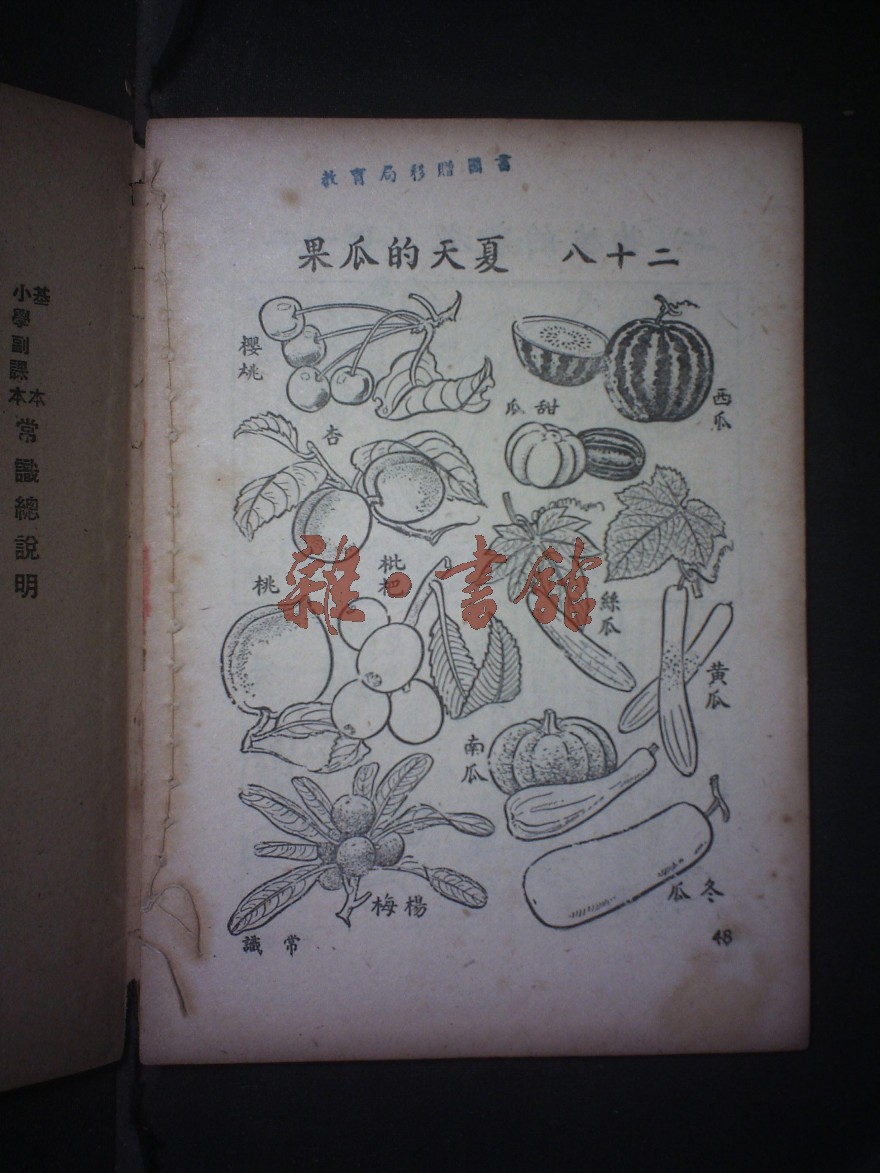 教育局移贈圖書
二十八　夏天的瓜果
西瓜
甜瓜
櫻桃
杏
絲瓜
黃瓜
枇杷
桃
南瓜
冬瓜
楊梅
常識
48
基本
小學副課本
常識總說明
雜·書館